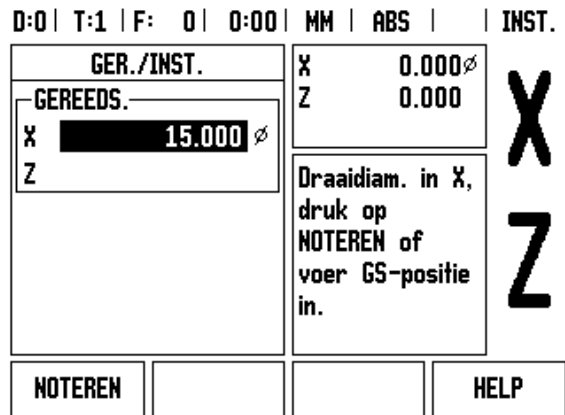 D:0 | T:1 | F: 0 | 0:00 | MM | ABS | | INST.
GER./INST.
GEREEDS.
X 15.000 ⌀
Z
X 0.000⌀
Z 0.000
Draaidiam. in X,
druk op
NOTEREN of
voer GS-positie
in.
X
Z
NOTEREN
HELP